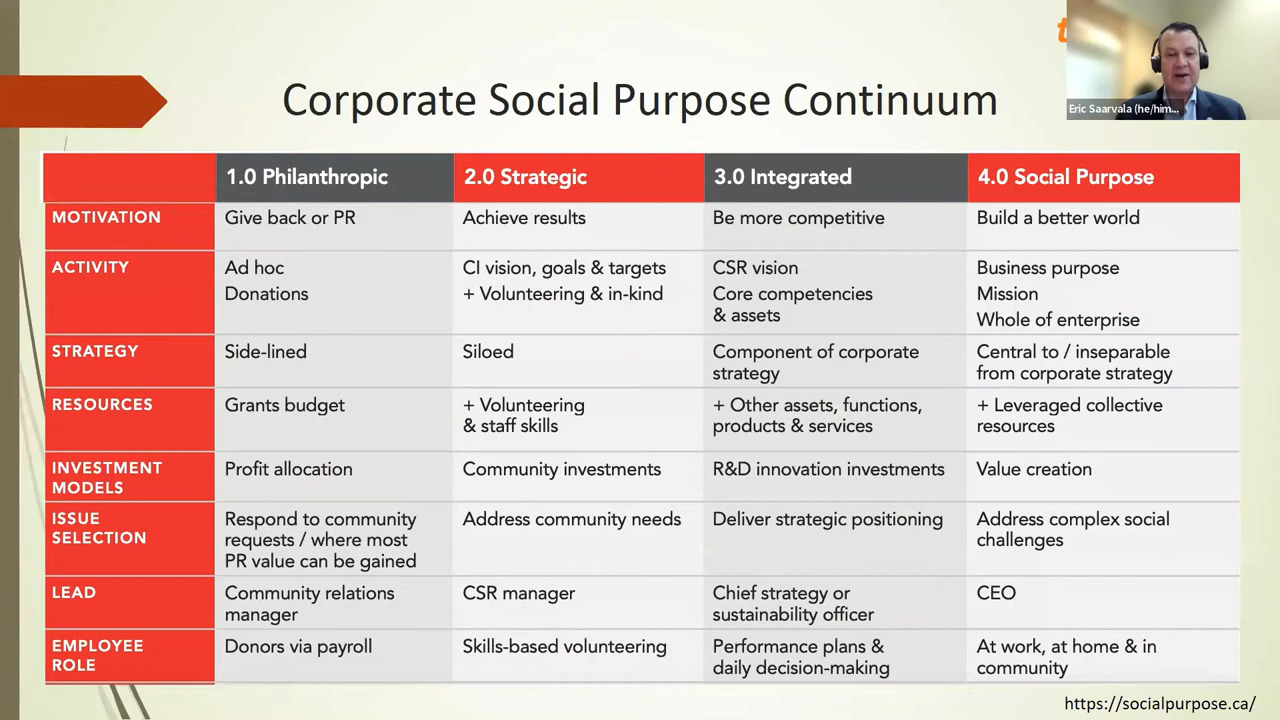 t
Eric Saarvala (he/him...
Corporate Social Purpose Continuum
1.0 Philanthropic
2.0 Strategic
3.0 Integrated
4.0 Social Purpose
MOTIVATION
Give back or PR
Achieve results
Be more competitive
Build a better world
ACTIVITY
Ad hoc
Donations
CI vision, goals & targets
+ Volunteering & in-kind
CSR vision
Core competencies
& assets
Business purpose
Mission
Whole of enterprise
STRATEGY
Side-lined
Siloed
Component of corporate
strategy
Central to / inseparable
from corporate strategy
RESOURCES
Grants budget
+ Volunteering
& staff skills
+ Other assets, functions,
products & services
+ Leveraged collective
resources
INVESTMENT
MODELS
Profit allocation
Community investments
R&D innovation investments
Value creation
ISSUE
SELECTION
Respond to community
requests / where most
PR value can be gained
Address community needs
Deliver strategic positioning
Address complex social
challenges
LEAD
Community relations
manager
CSR manager
Chief strategy or
sustainability officer
CEO
EMPLOYEE
ROLE
Donors via payroll
Skills-based volunteering
Performance plans &
daily decision-making
At work, at home & in
community
https://socialpurpose.ca/